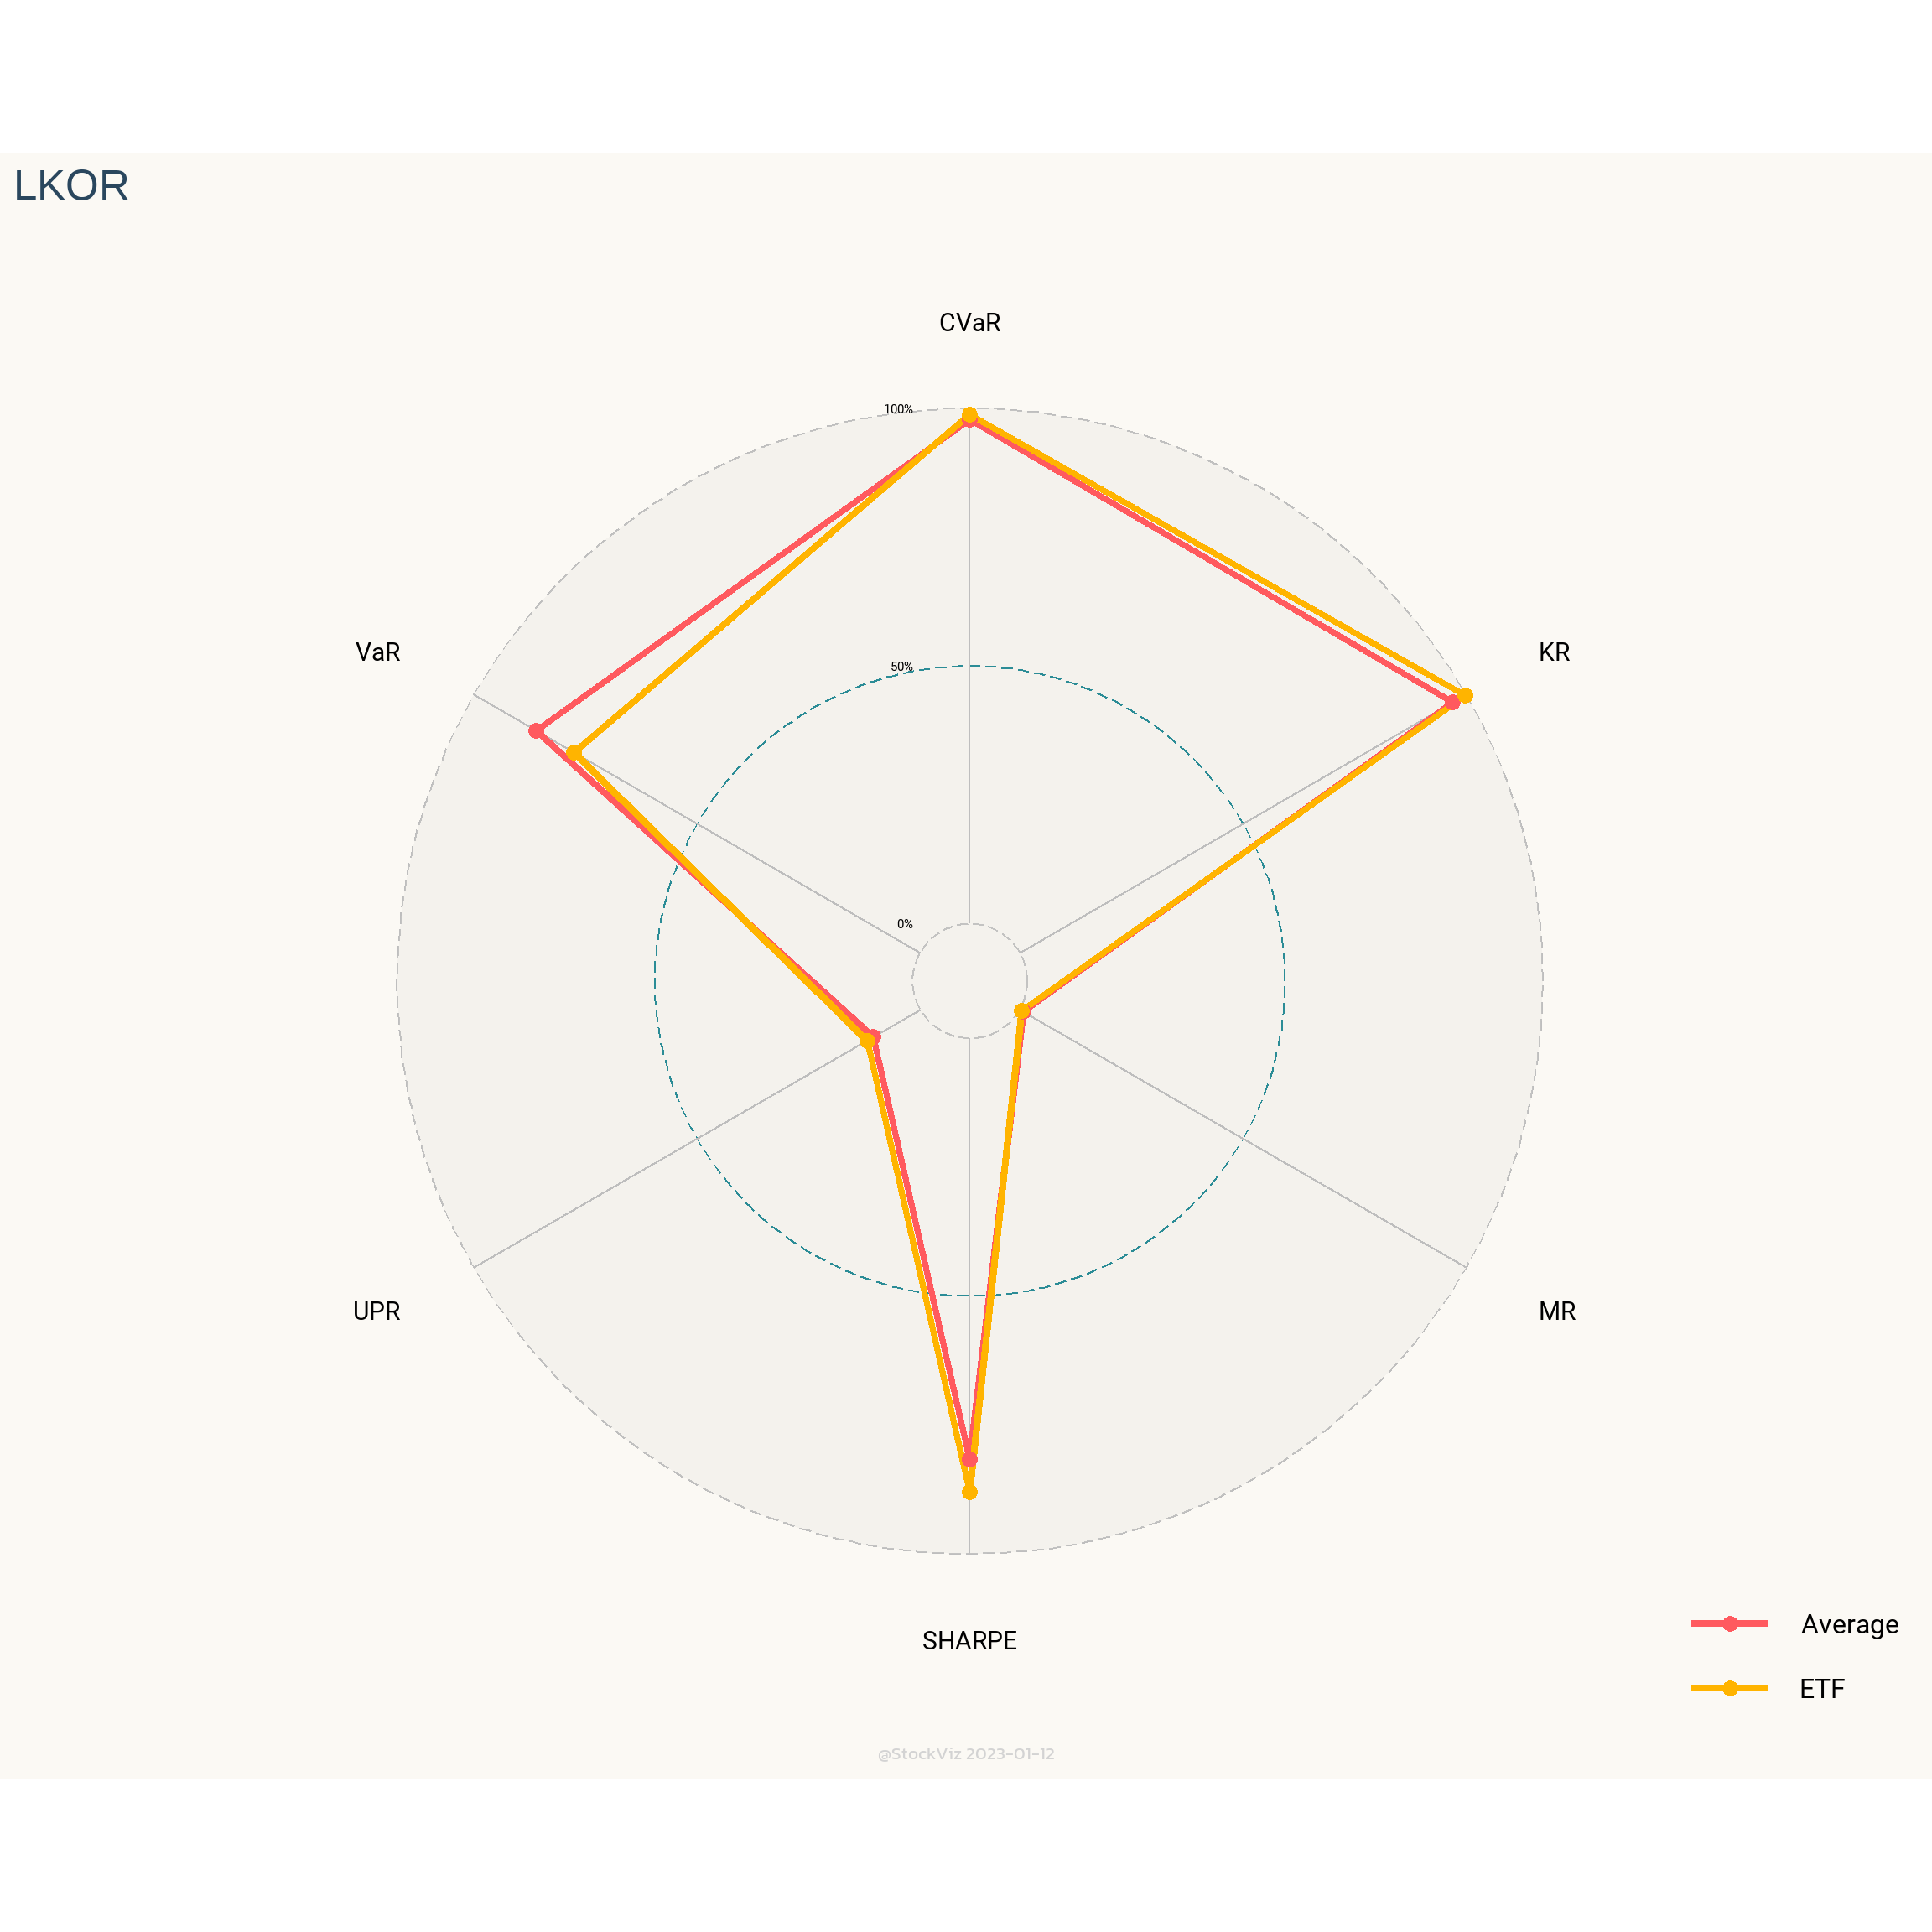 LKOR
CVaR
100%
VaR
KR
50%
0%
UPR
MR
SHARPE
Average
ETF
@StockViz 2023-01-12